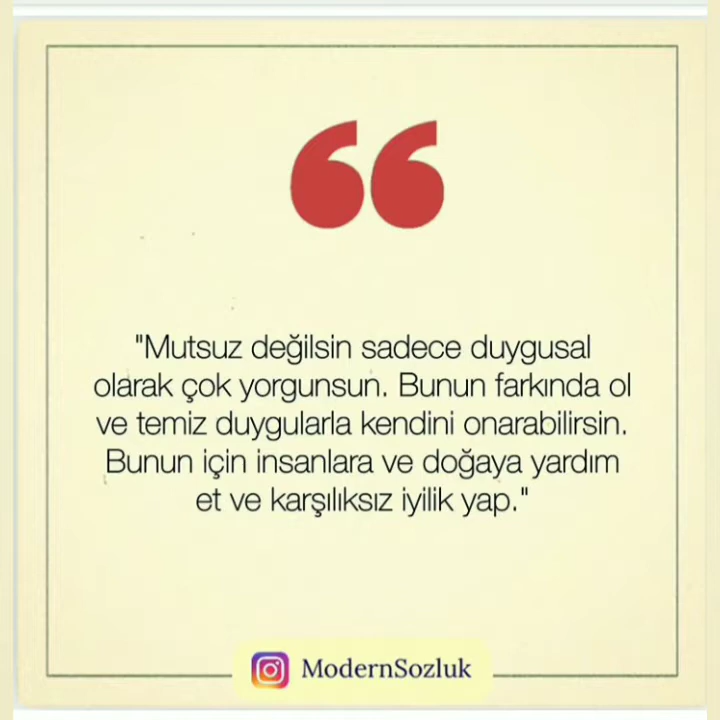 "Mutsuz değilsin sadece duygusal
olarak çok yorgunsun. Bunun farkında ol
ve temiz duygularla kendini onarabilirsin.
Bunun için insanlara ve doğaya yardım
et ve karşılıksız iyilik yap."
ModernSozluk